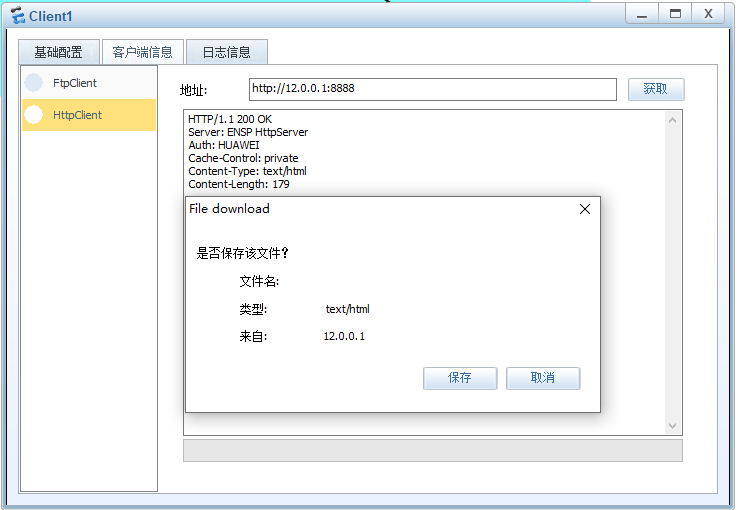 Client1
基础配置
客户端信息
日志信息
FtpClient
HttpClient
地址:
http://12.0.0.1:8888
获取
HTTP/1.1 200 OK
Server: ENSP HttpServer
Auth: HUAWEI
Cache-Control: private
Content-Type: text/html
Content-Length: 179
File download
是否保存该文件?
文件名:
类型: text/html
来自: 12.0.0.1
保存
取消